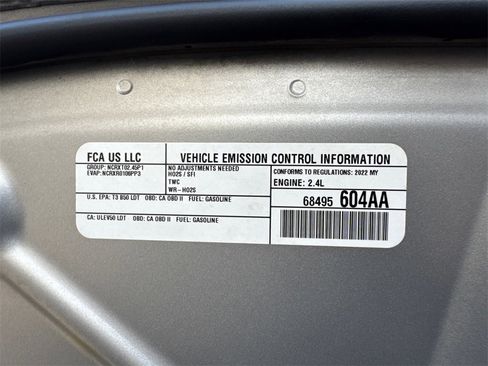 FCA US LLC
VEHICLE EMISSION CONTROL INFORMATION
GROUP: NCRXT02.45P1
EVAP: NCRXR0106PP3
NO ADJUSTMENTS NEEDED
HO2S / SFI
TWC
WR-HO2S
CONFORMS TO REGULATIONS: 2022 MY
ENGINE: 2.4L
U.S. EPA: T3 B50 LDT OBD: CA OBD II FUEL: GASOLINE
CA: ULEV50 LDT OBD: CA OBD II FUEL: GASOLINE
68495 604AA